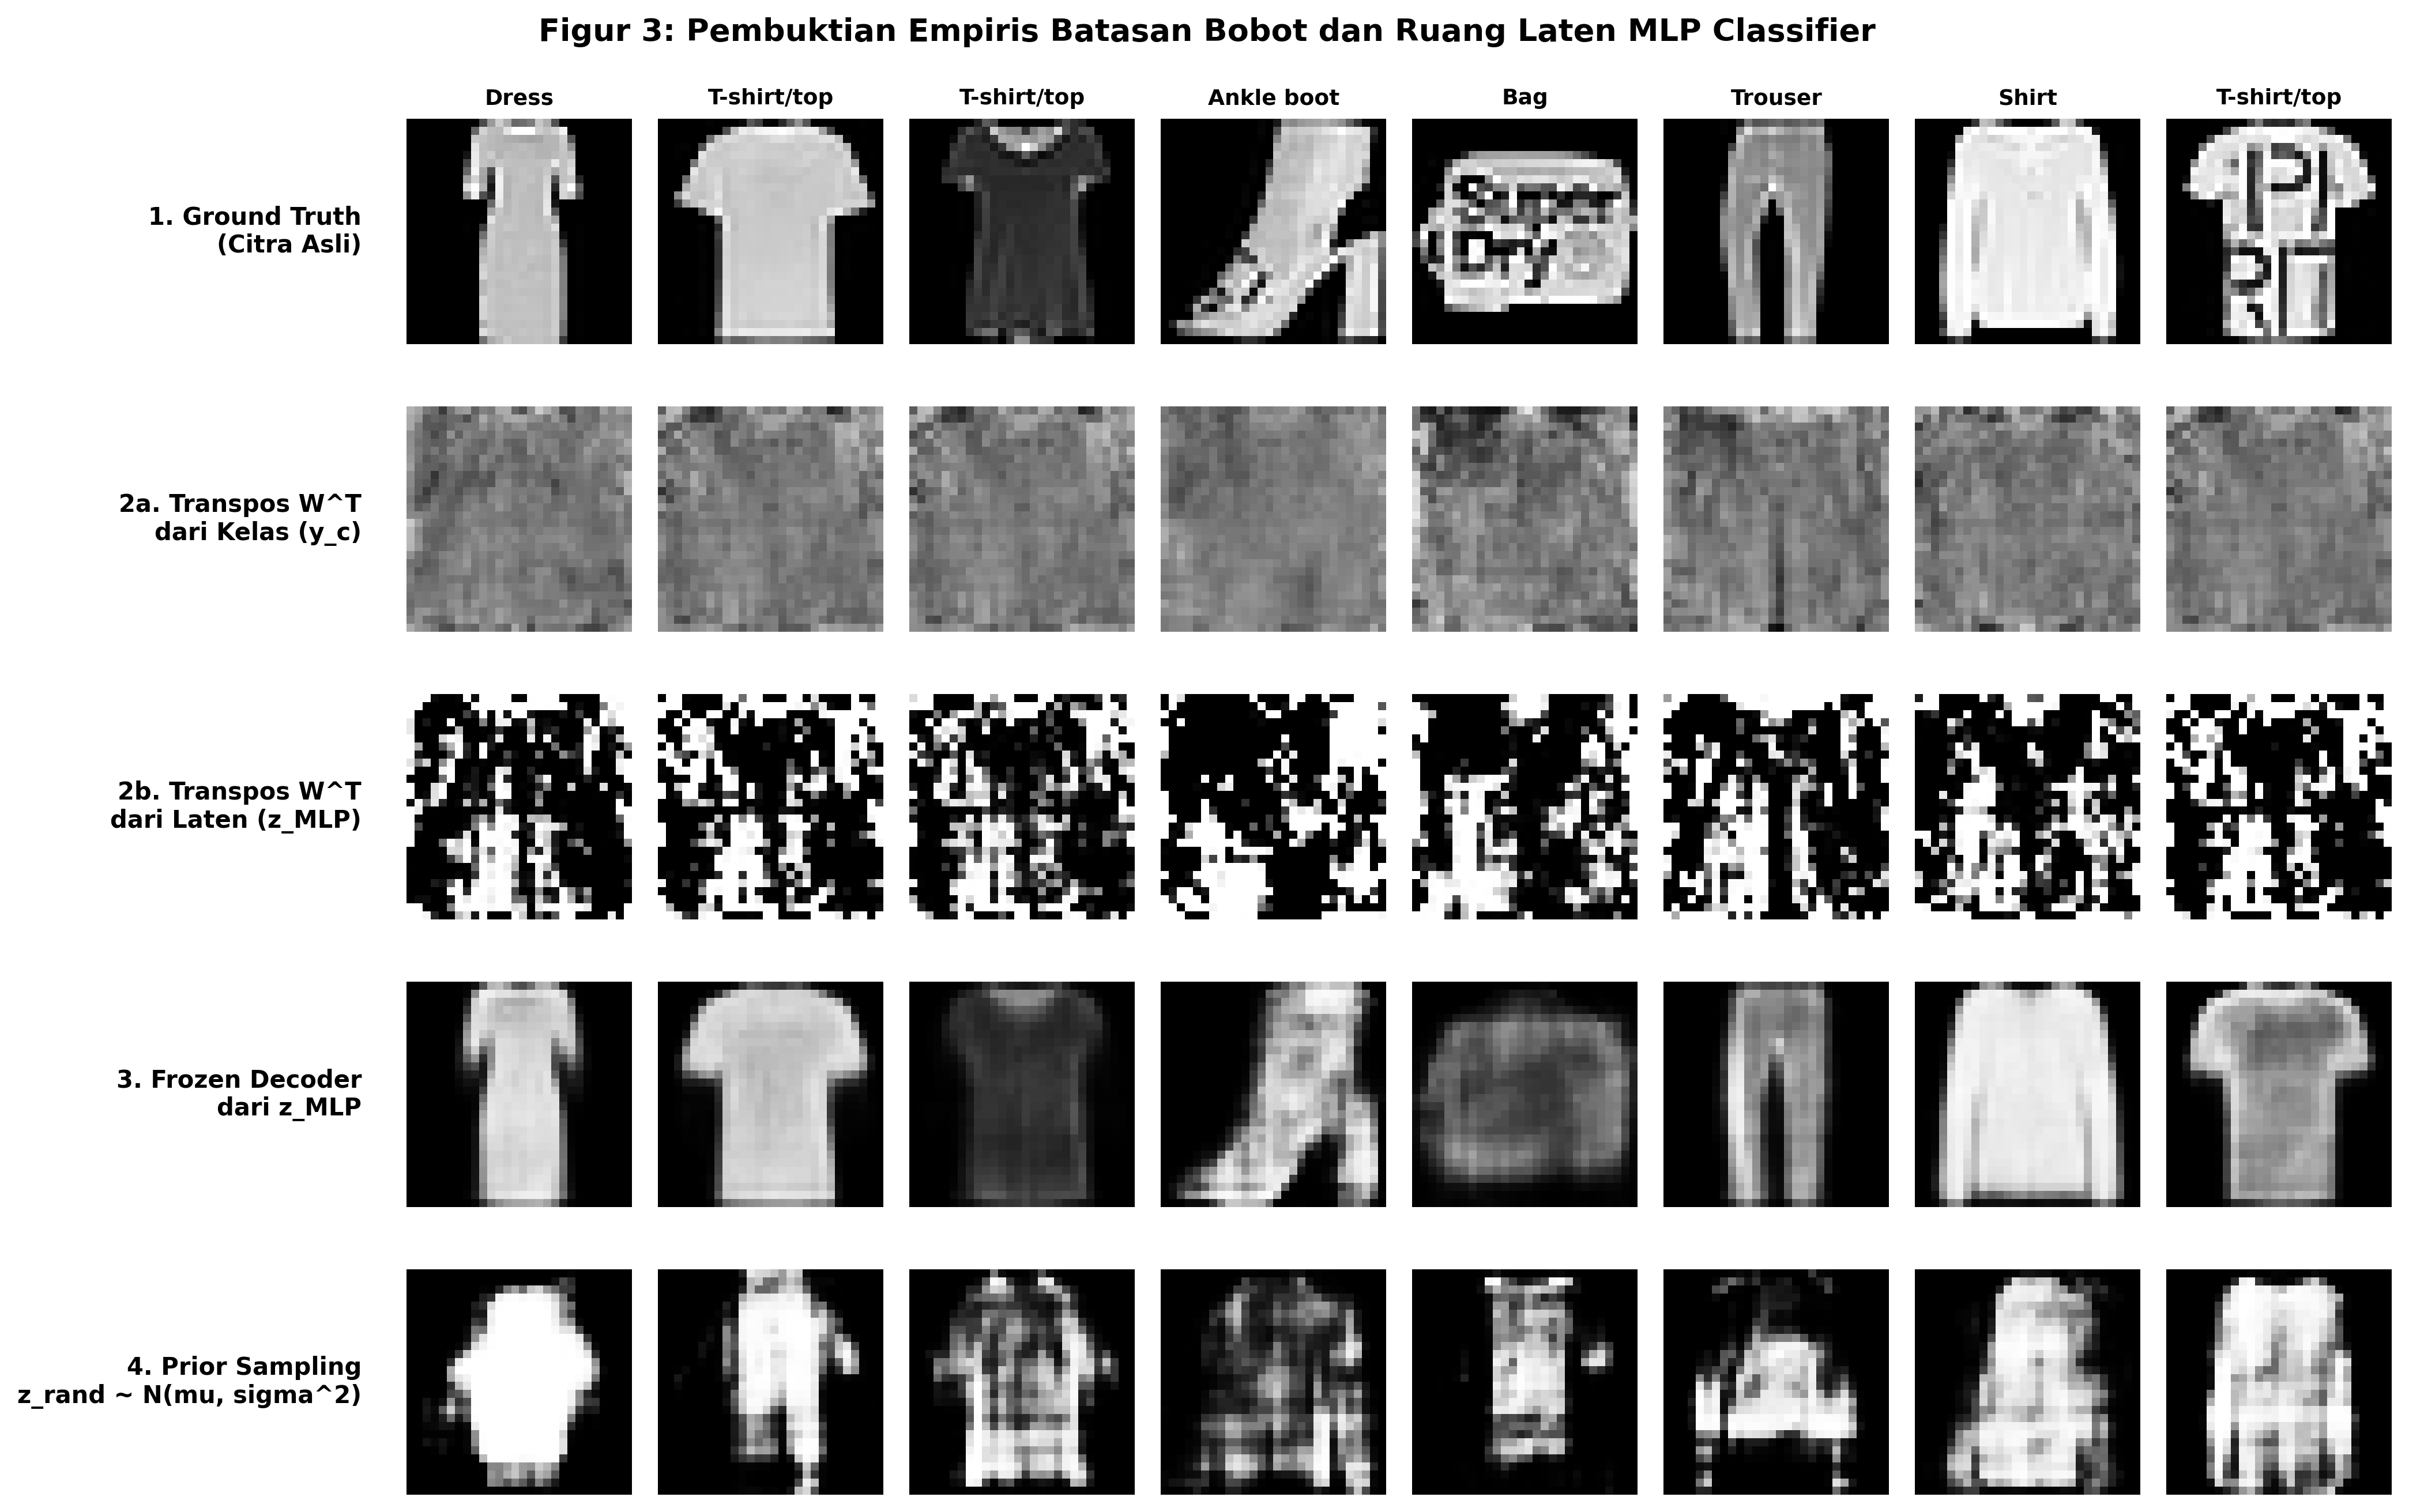 Figur 3: Pembuktian Empiris Batasan Bobot dan Ruang Laten MLP Classifier
Dress T-shirt/top T-shirt/top Ankle boot Bag Trouser Shirt T-shirt/top
1. Ground Truth
(Citra Asli)
Super
Dry
2a. Transpos W^T
dari Kelas (y_c)
2b. Transpos W^T
dari Laten (z_MLP)
3. Frozen Decoder
dari z_MLP
4. Prior Sampling
z_rand ~ N(mu, sigma^2)